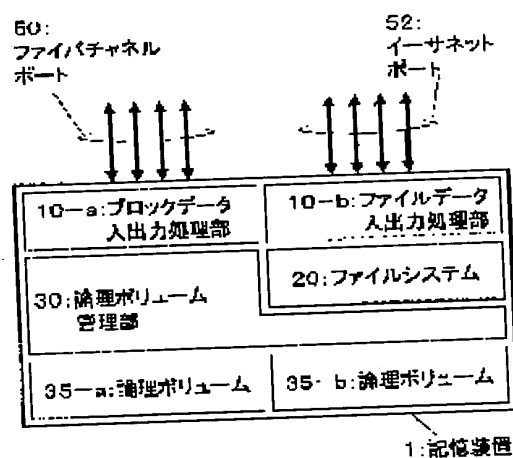 50:
ファイバチャネル
ポート
52:
イーサネット
ポート
10-a:ブロックデータ
入出力処理部
10-b:ファイルデータ
入出力処理部
20:ファイルシステム
30:論理ボリューム
管理部
35-a:論理ボリューム
35-b:論理ボリューム
1:記憶装置